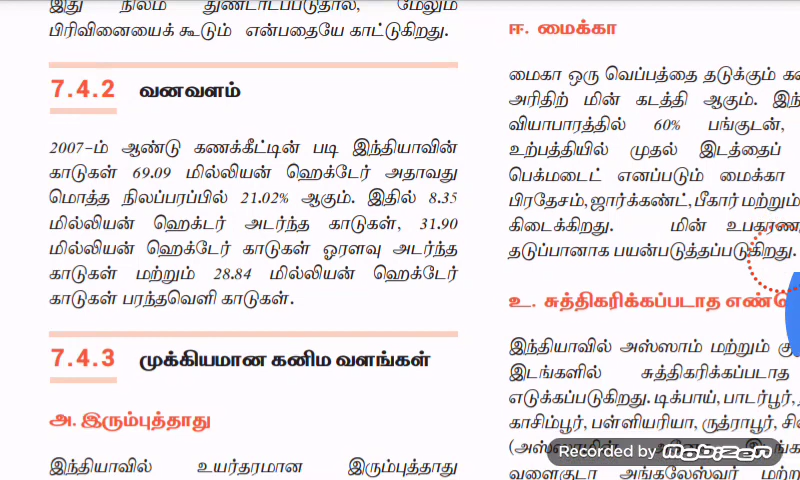 இது நிலம் துண்டாடப்படுதால், மேலும்
பிரிவினையைக் கூடும் என்பதையே காட்டுகிறது.
7.4.2 வனவளம்
2007-ம் ஆண்டு கணக்கீட்டின் படி இந்தியாவின்
காடுகள் 69.09 மில்லியன் ஹெக்டேர் அதாவது
மொத்த நிலப்பரப்பில் 21.02% ஆகும். இதில் 8.35
மில்லியன் ஹெக்டர் அடர்ந்த காடுகள், 31.90
மில்லியன் ஹெக்டேர் காடுகள் ஓரளவு அடர்ந்த
காடுகள் மற்றும் 28.84 மில்லியன் ஹெக்டேர்
காடுகள் பரந்தவெளி காடுகள்.
7.4.3 முக்கியமான கனிம வளங்கள்
அ. இரும்புத்தாது
இந்தியாவில் உயர்தரமான இரும்புத்தாது
ஈ. மைக்கா
மைகா ஒரு வெப்பத்தை தடுக்கும்
அரிதிற் மின் கடத்தி ஆகும்.
வியாபாரத்தில் 60% பங்குடன்,
உற்பத்தியில் முதல் இடத்தைப்
பெக்மடைட் எனப்படும் மைக்கா
பிரதேசம், ஜார்க்கண்ட், பீகார் மற்றும்
கிடைக்கிறது. மின்
தடுப்பானாக பயன்படுத்தப்படுகிறது.
உ. சுத்திகரிக்கப்படாத
இந்தியாவில் அஸ்ஸாம் மற்றும்
இடங்களில் சுத்திகரிக்கப்படாத
எடுக்கப்படுகிறது. டிக்பாய், பாடர்பூர்,
காசிம்பூர், பள்ளியரியா, ருத்ராபூர்,
வளைகுடா அங்கலேஸ்வர்
Recorded by mobizen